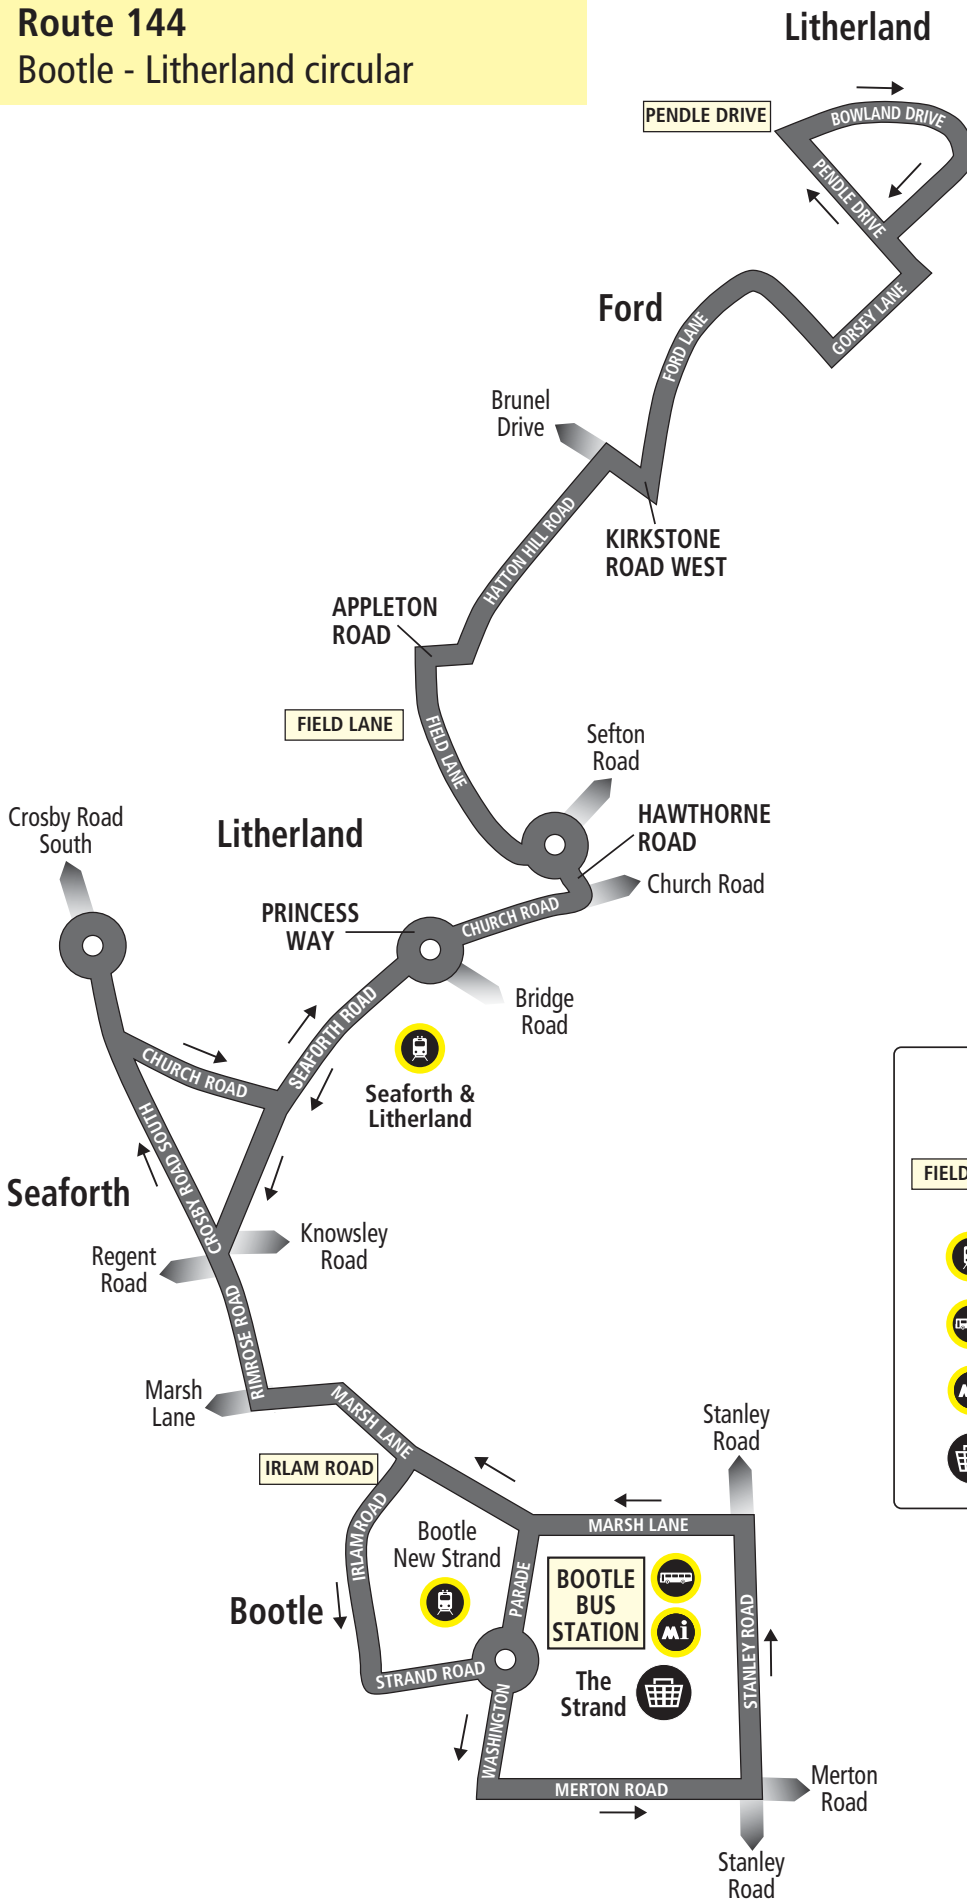 Route 144
Bootle - Litherland circular
Litherland
PENDLE DRIVE
BOWLAND DRIVE
PENDLE DRIVE
GORSEY LANE
Ford
FORD LANE
Brunel
Drive
KIRKSTONE
ROAD WEST
HATTON HILL ROAD
APPLETON
ROAD
FIELD LANE
FIELD LANE
Sefton
Road
HAWTHORNE
ROAD
Crosby Road
South
Litherland
Church Road
PRINCESS
WAY
CHURCH ROAD
Bridge
Road
SEAFORTH ROAD
Seaforth &
Litherland
CHURCH ROAD
CROSBY ROAD SOUTH
Seaforth
FIELD
Knowsley
Road
Regent
Road
RIMROSE ROAD
Marsh
Lane
MARSH LANE
Stanley
Road
IRLAM ROAD
IRLAM ROAD
Bootle
New Strand
MARSH LANE
PARADE
BOOTLE
BUS
STATION
mi
m
Bootle
STRAND ROAD
The
Strand
STANLEY ROAD
WASHINGTON
MERTON ROAD
Merton
Road
Stanley
Road